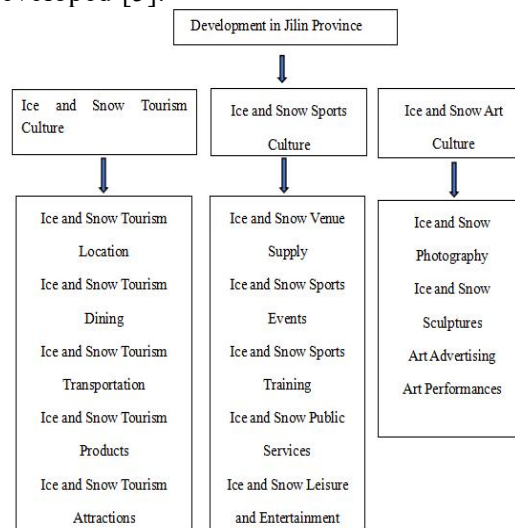 eveloped [5].
Development in Jilin Province
Ice and Snow Tourism
Culture
Ice and Snow Sports
Culture
Ice and Snow Art
Culture
Ice and Snow Tourism
Location
Ice and Snow Tourism
Dining
Ice and Snow Tourism
Transportation
Ice and Snow Tourism
Products
Ice and Snow Tourism
Attractions
Ice and Snow Venue
Supply
Ice and Snow Sports
Events
Ice and Snow Sports
Training
Ice and Snow Public
Services
Ice and Snow Leisure
and Entertainment
Ice and Snow
Photography
Ice and Snow
Sculptures
Art Advertising
Art Performances